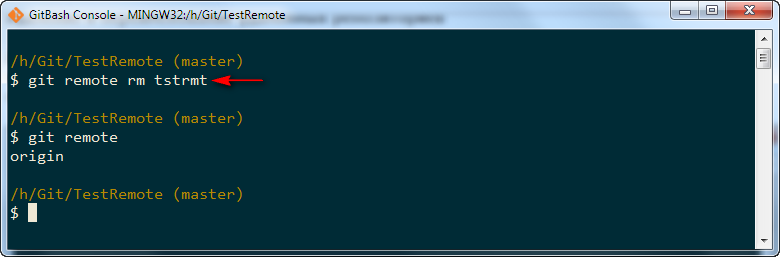 GitBash Console - MINGW32:/h/Git/TestRemote
/h/Git/TestRemote (master)
$ git remote rm tstrmt
/h/Git/TestRemote (master)
$ git remote
origin
/h/Git/TestRemote (master)
$